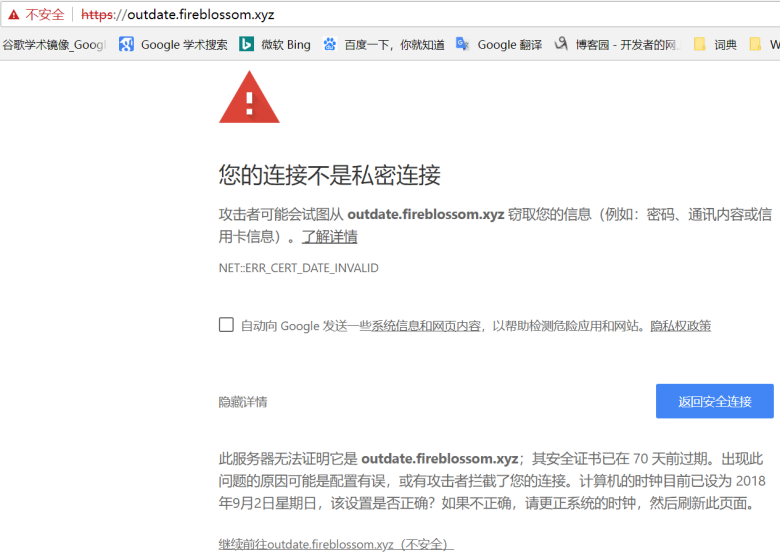 不安全 https://outdate.fireblossom.xyz
谷歌学术镜像_Goog Google 学术搜索 微软 Bing 百度一下，你就知道 Google 翻译 博客园 - 开发者的网 词典 W
您的连接不是私密连接
攻击者可能会试图从 outdate.fireblossom.xyz 窃取您的信息（例如：密码、通讯内容或信
用卡信息）。了解详情
NET::ERR_CERT_DATE_INVALID
自动向 Google 发送一些系统信息和网页内容，以帮助检测危险应用和网站。隐私权政策
隐藏详情 返回安全连接
此服务器无法证明它是 outdate.fireblossom.xyz；其安全证书已在 70 天前过期。出现此
问题的原因可能是配置有误，或有攻击者拦截了您的连接。计算机的时钟目前已设为 2018
年9月2日星期日，该设置是否正确？如果不正确，请更正系统的时钟，然后刷新此页面。
继续前往outdate.fireblossom.xyz（不安全）